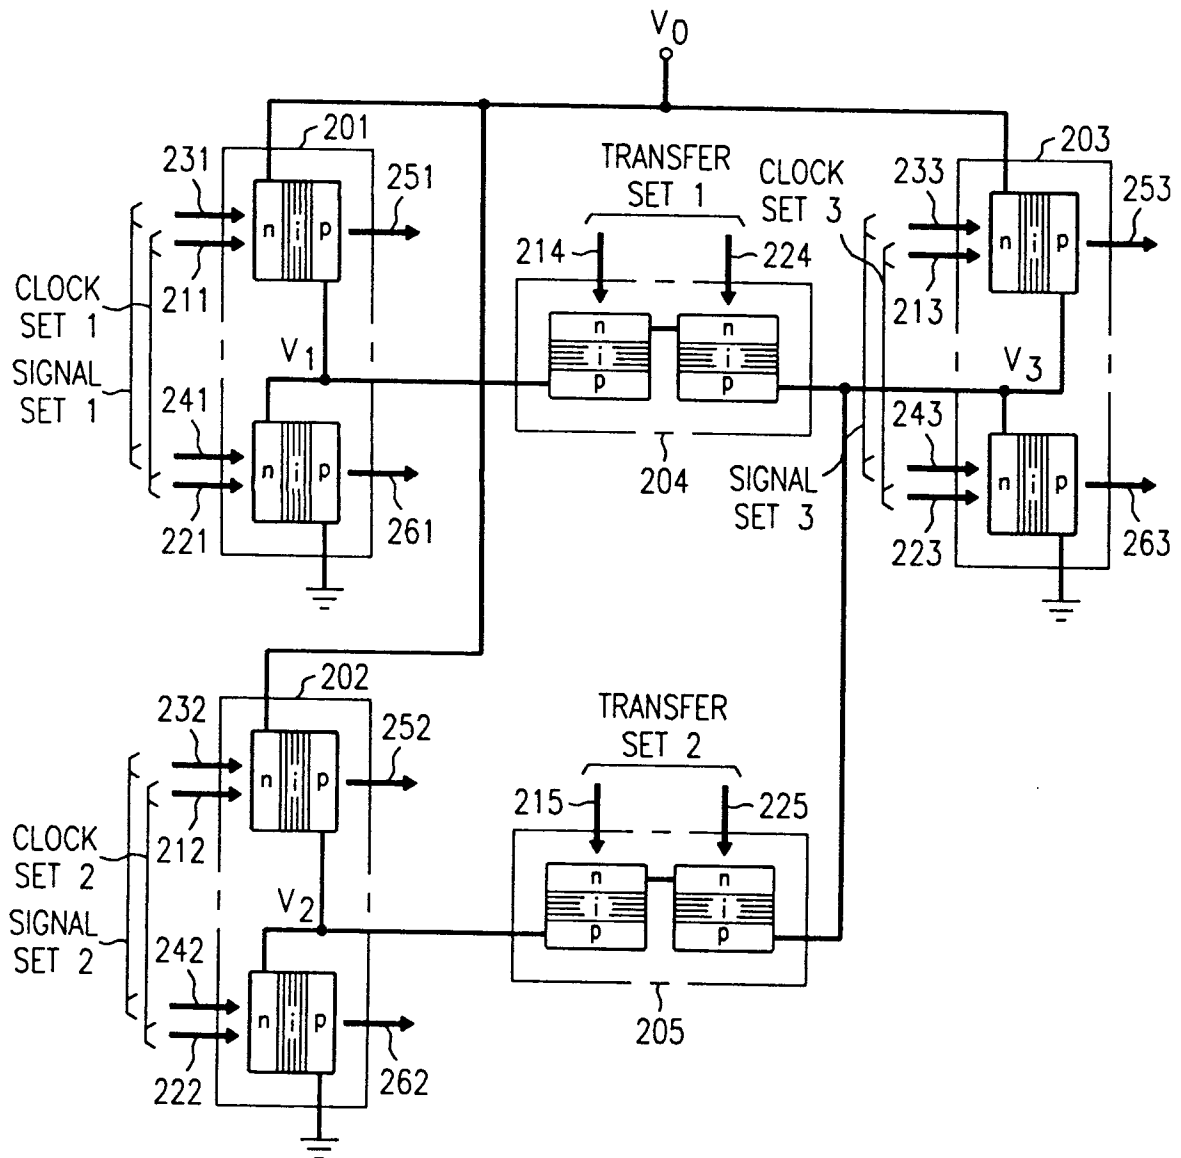 V0
201
231
251
211
CLOCK
SET 1
SIGNAL
SET 1
n i p
V1
241
221
261
n i p
TRANSFER
SET 1
214
224
n
i
p
n
i
p
204
CLOCK
SET 3
SIGNAL
SET 3
203
233
253
213
n i p
V3
243
223
263
n i p
202
232
252
212
CLOCK
SET 2
SIGNAL
SET 2
n i p
V2
242
222
262
n i p
TRANSFER
SET 2
215
225
n
i
p
n
i
p
205